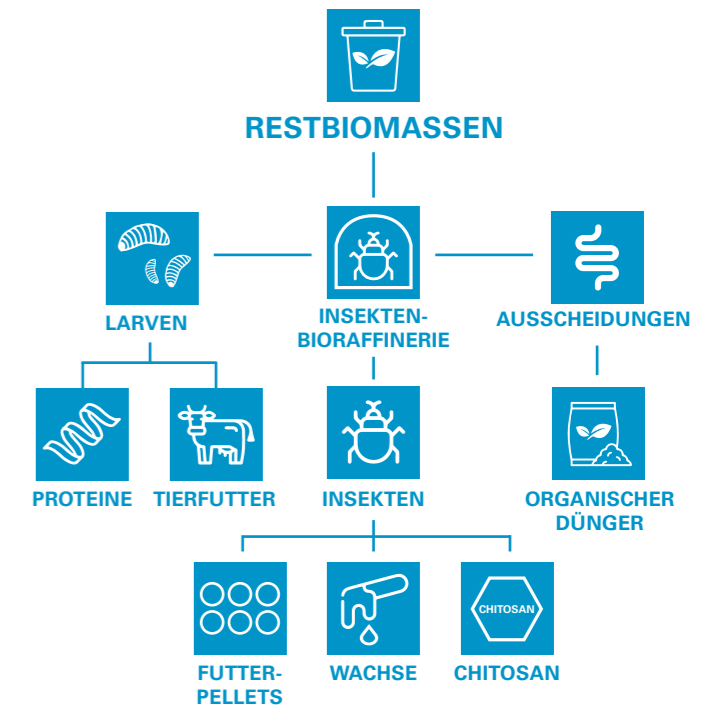 RESTBIOMASSEN
LARVEN
INSEKTEN-
BIORAFFINERIE
AUSSCHEIDUNGEN
PROTEINE
TIERFUTTER
INSEKTEN
ORGANISCHER
DÜNGER
CHITOSAN
FUTTER-
PELLETS
WACHSE
CHITOSAN